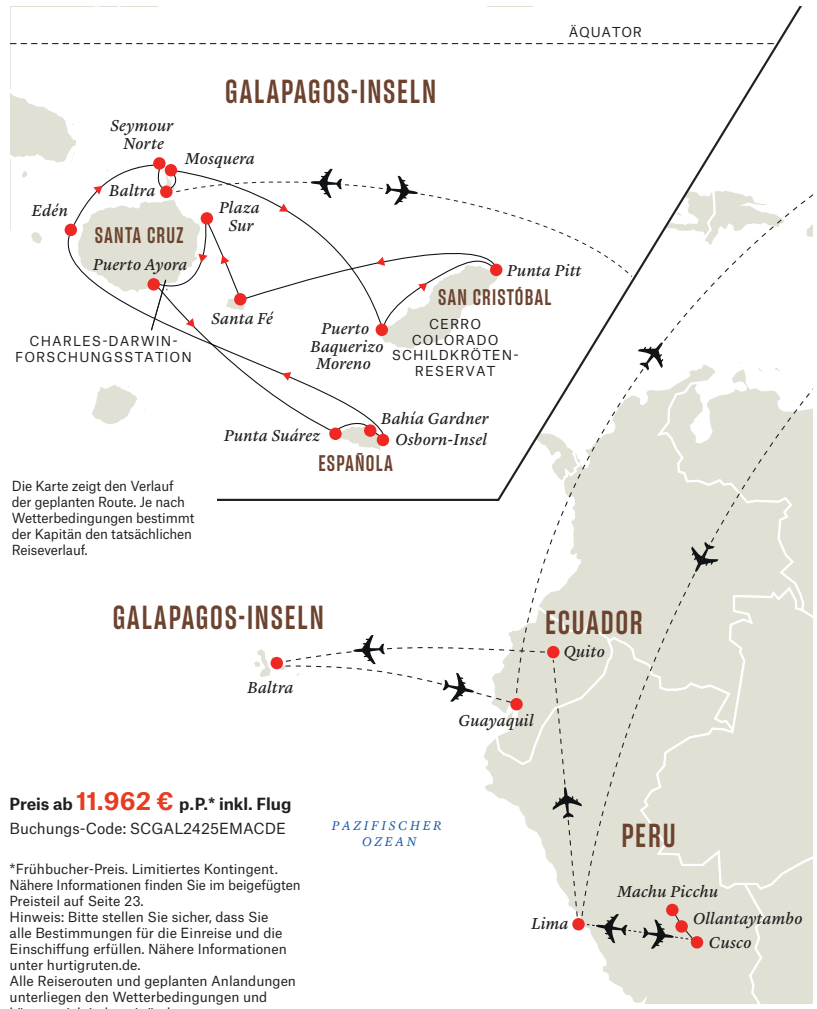 ÄQUATOR
GALAPAGOS-INSELN
Seymour
Norte
Mosquera
Baltra
Edén
Plaza
Sur
SANTA CRUZ
Puerto Ayora
Punta Pitt
SAN CRISTÓBAL
Santa Fé
CHARLES-DARWIN-
FORSCHUNGSSTATION
Puerto
Baquerizo
Moreno
CERRO
COLORADO
SCHILDKRÖTEN-
RESERVAT
Bahía Gardner
Punta Suárez
Osborn-Insel
ESPAÑOLA
Die Karte zeigt den Verlauf
der geplanten Route. Je nach
Wetterbedingungen bestimmt
der Kapitän den tatsächlichen
Reiseverlauf.
GALAPAGOS-INSELN
ECUADOR
Quito
Baltra
Guayaquil
Preis ab 11.962 € p.P.* inkl. Flug
Buchungs-Code: SCGAL2425EMACDE
PAZIFISCHER
OZEAN
PERU
Machu Picchu
Ollantaytambo
Lima
Cusco
*Frühbucher-Preis. Limitiertes Kontingent.
Nähere Informationen finden Sie im beigefügten
Preisteil auf Seite 23.
Hinweis: Bitte stellen Sie sicher, dass Sie
alle Bestimmungen für die Einreise und die
Einschiffung erfüllen. Nähere Informationen
unter hurtigruten.de.
Alle Reiserouten und geplanten Anlandungen
unterliegen den Wetterbedingungen und